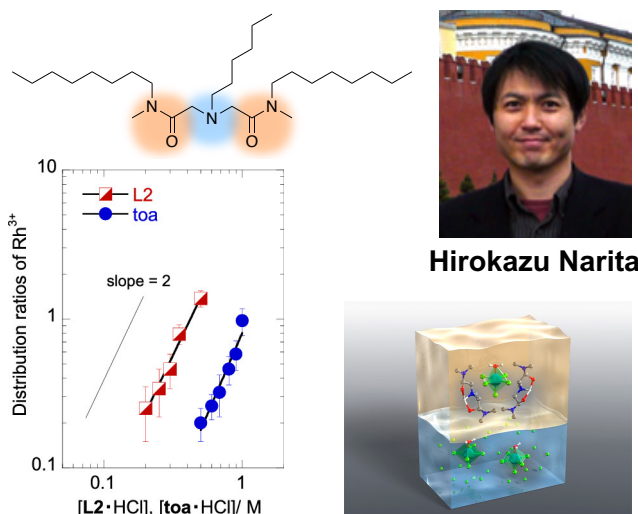 N
O
N
N
O
10
L2
toa
slope = 2
1
0.1
0.1
1
Distribution ratios of Rh3+
[L2·HCl], [toa·HCl]/ M
Hirokazu Narita